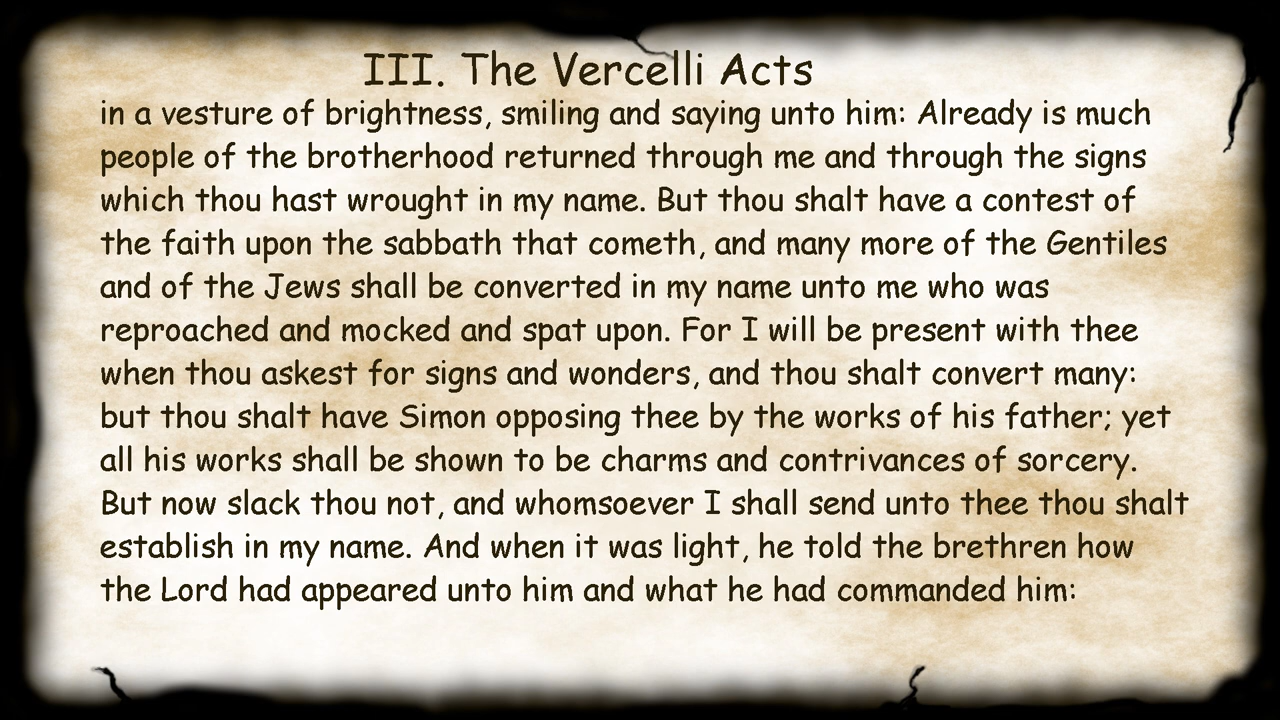 III. The Vercelli Acts
in a vesture of brightness, smiling and saying unto him: Already is much
people of the brotherhood returned through me and through the signs
which thou hast wrought in my name. But thou shalt have a contest of
the faith upon the sabbath that cometh, and many more of the Gentiles
and of the Jews shall be converted in my name unto me who was
reproached and mocked and spat upon. For I will be present with thee
when thou askest for signs and wonders, and thou shalt convert many:
but thou shalt have Simon opposing thee by the works of his father; yet
all his works shall be shown to be charms and contrivances of sorcery.
But now slack thou not, and whomsoever I shall send unto thee thou shalt
establish in my name. And when it was light, he told the brethren how
the Lord had appeared unto him and what he had commanded him: